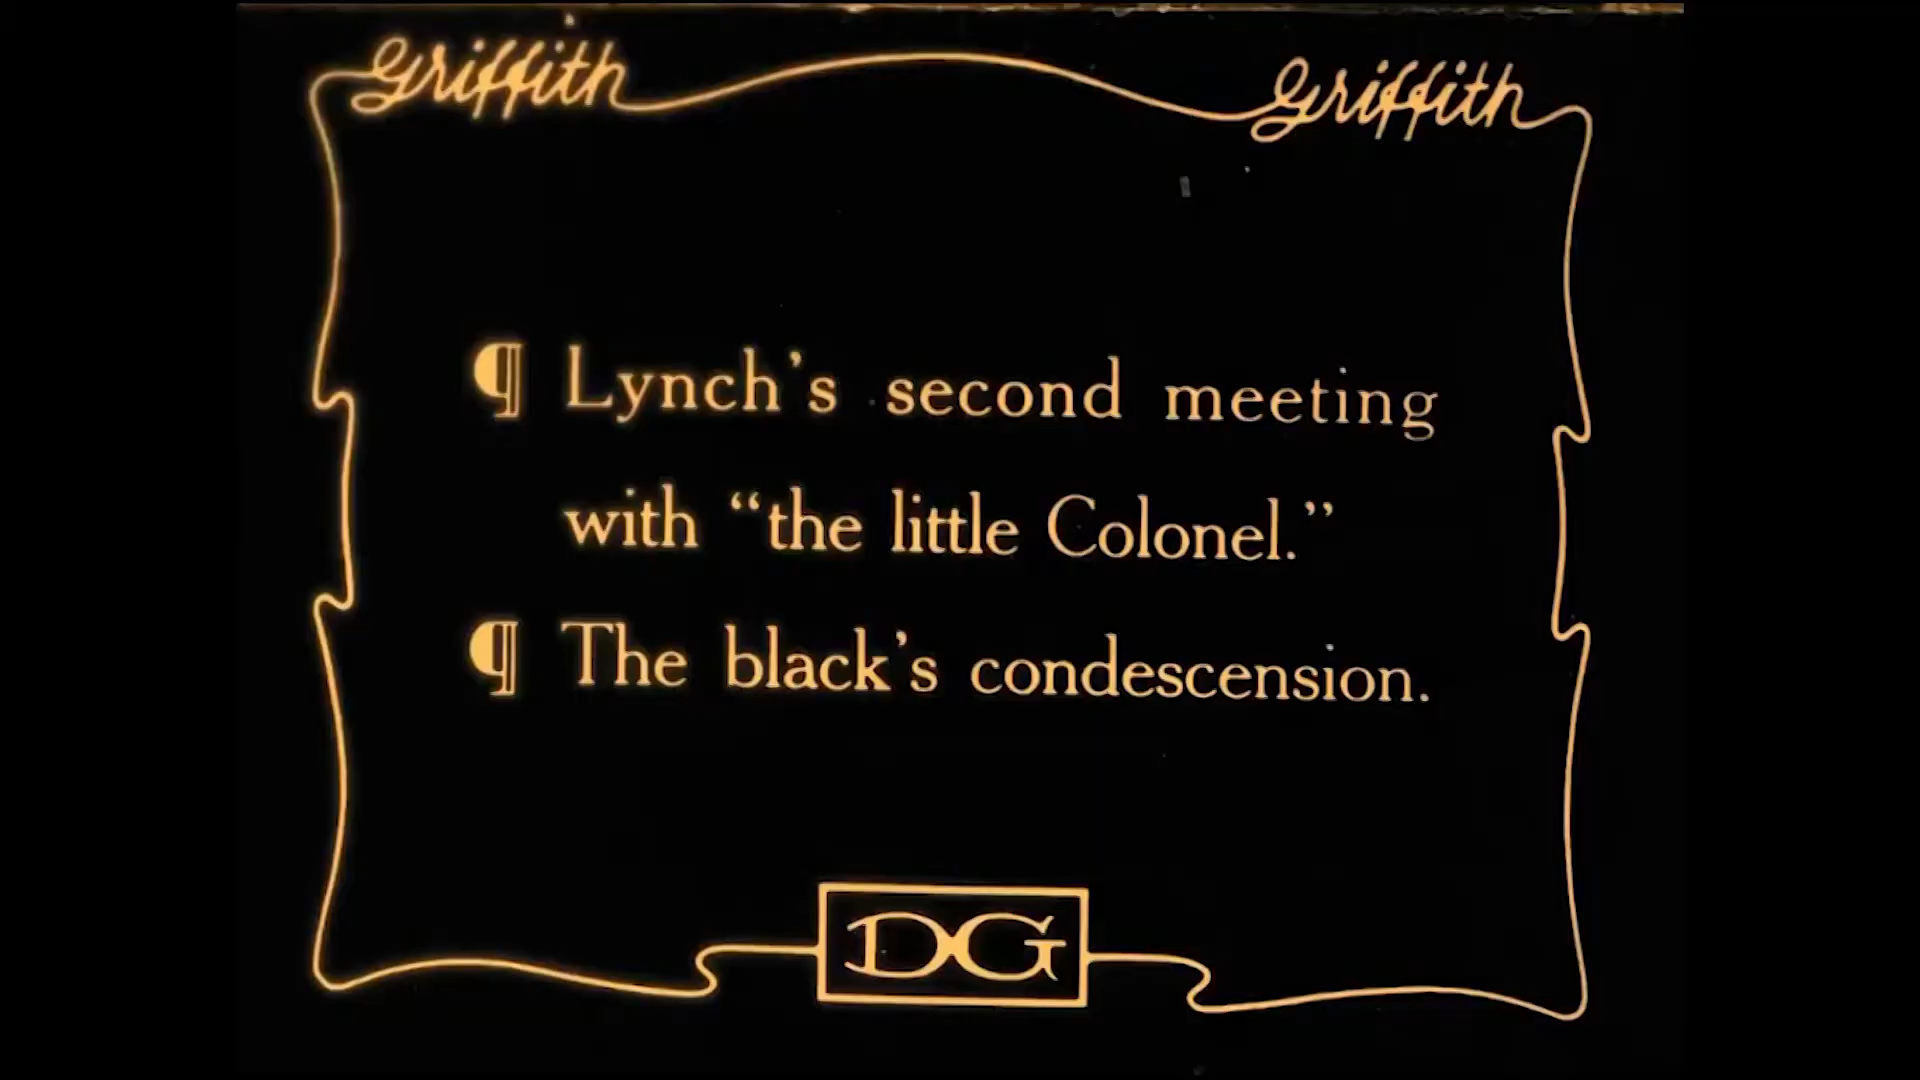 Griffith Griffith
¶ Lynch's second meeting
with “the little Colonel.”
¶ The black's condescension.
DG